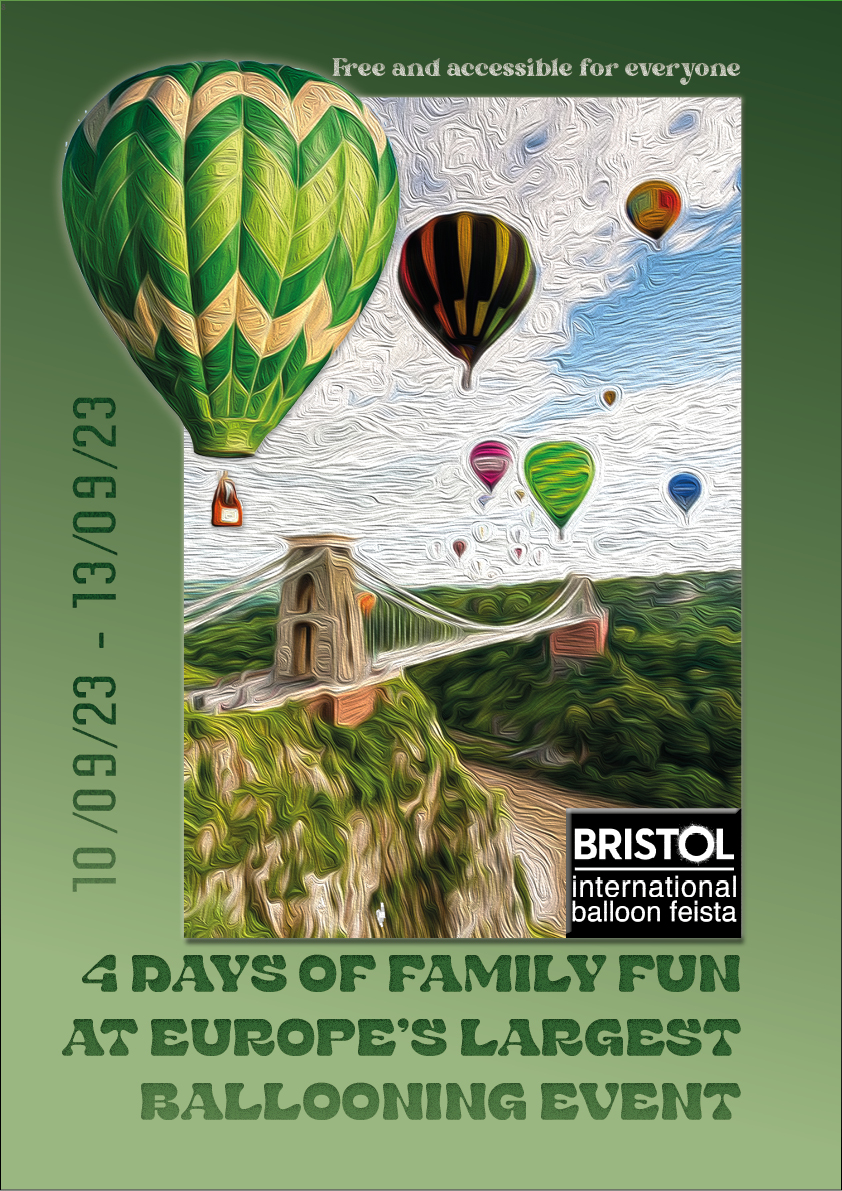 Free and accessible for everyone
10/09/23 - 13/09/23
BRISTOL
international
balloon feista
4 DAYS OF FAMILY FUN
AT EUROPE'S LARGEST
BALLOONING EVENT